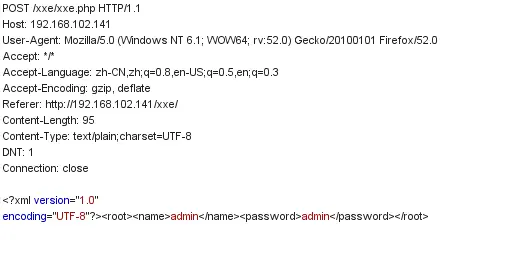 POST /xxe/xxe.php HTTP/1.1
Host: 192.168.102.141
User-Agent: Mozilla/5.0 (Windows NT 6.1; WOW64; rv:52.0) Gecko/20100101 Firefox/52.0
Accept: */*
Accept-Language: zh-CN,zh;q=0.8,en-US;q=0.5,en;q=0.3
Accept-Encoding: gzip, deflate
Referer: http://192.168.102.141/xxe/
Content-Length: 95
Content-Type: text/plain;charset=UTF-8
DNT: 1
Connection: close
<?xml version="1.0"
encoding="UTF-8"?><root><name>admin</name><password>admin</password></root>